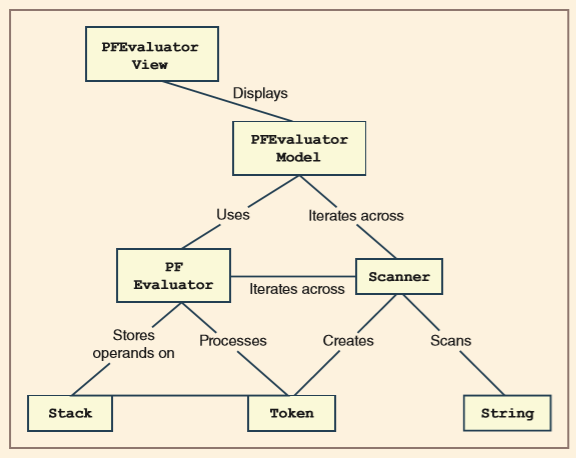 PFEvaluator
View
Displays
PFEvaluator
Model
Uses
Iterates across
PF
Evaluator
Iterates across
Scanner
Stores
operands on
Processes
Creates
Scans
Stack
Token
String